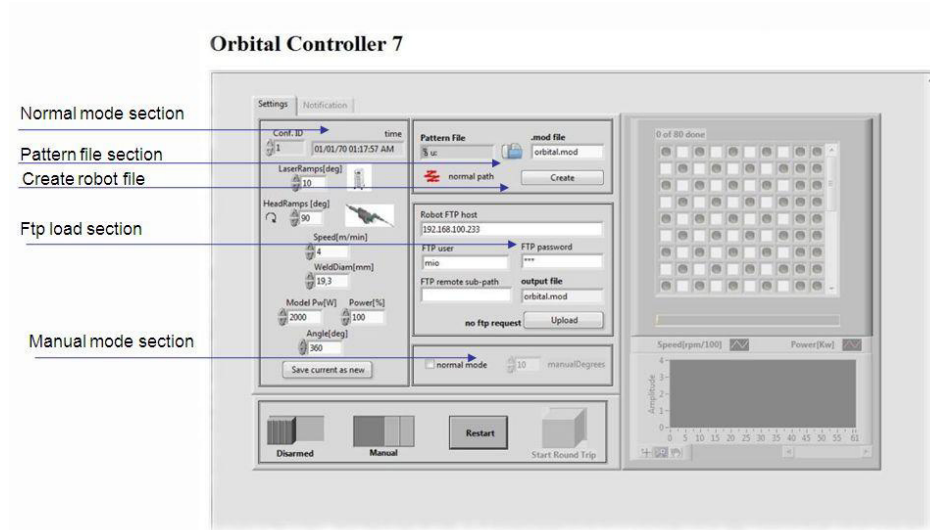 Orbital Controller 7
Normal mode section
Pattern file section
Create robot file
Ftp load section
Manual mode section
Settings Notification
Conf. ID time
1 01/01/70 01:17:57 AM
LaserRamps[deg]
10
HeadRamps [deg]
90
Speed[m/min]
4
WeldDiam[mm]
19,3
Model Pw[W] Power[%]
2000 100
Angle[deg]
360
Save current as new
Pattern File .mod file
u: orbital.mod
normal path Create
Robot FTP host
192.168.100.233
FTP user FTP password
mio ***
FTP remote sub-path output file
orbital.mod
no ftp request Upload
normal mode 10 manualDegrees
Disarmed Manual Restart Start Round Trip
0 of 80 done
Speed[rpm/100] Power[Kw]
Amplitude
4
3
2
1
0
0 5 10 15 20 25 30 35 40 45 50 55 61